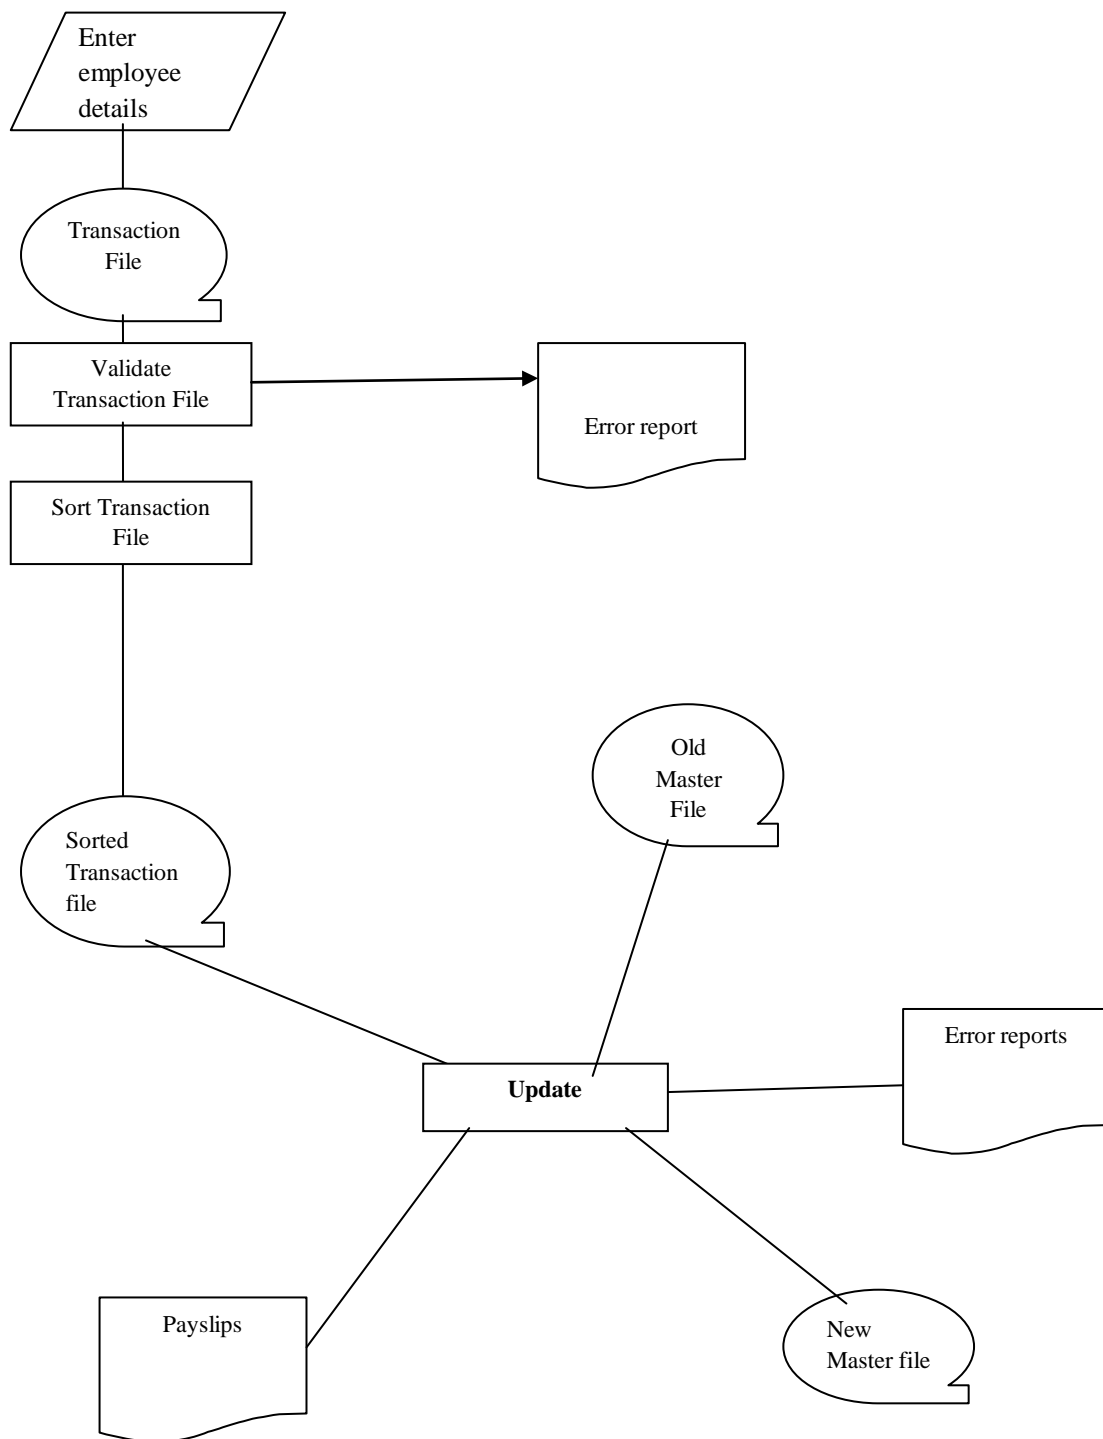 Enter
employee
details
Transaction
File
Validate
Transaction File
Error report
Sort Transaction
File
Old
Master
File
Sorted
Transaction
file
Error reports
Update
Payslips
New
Master file